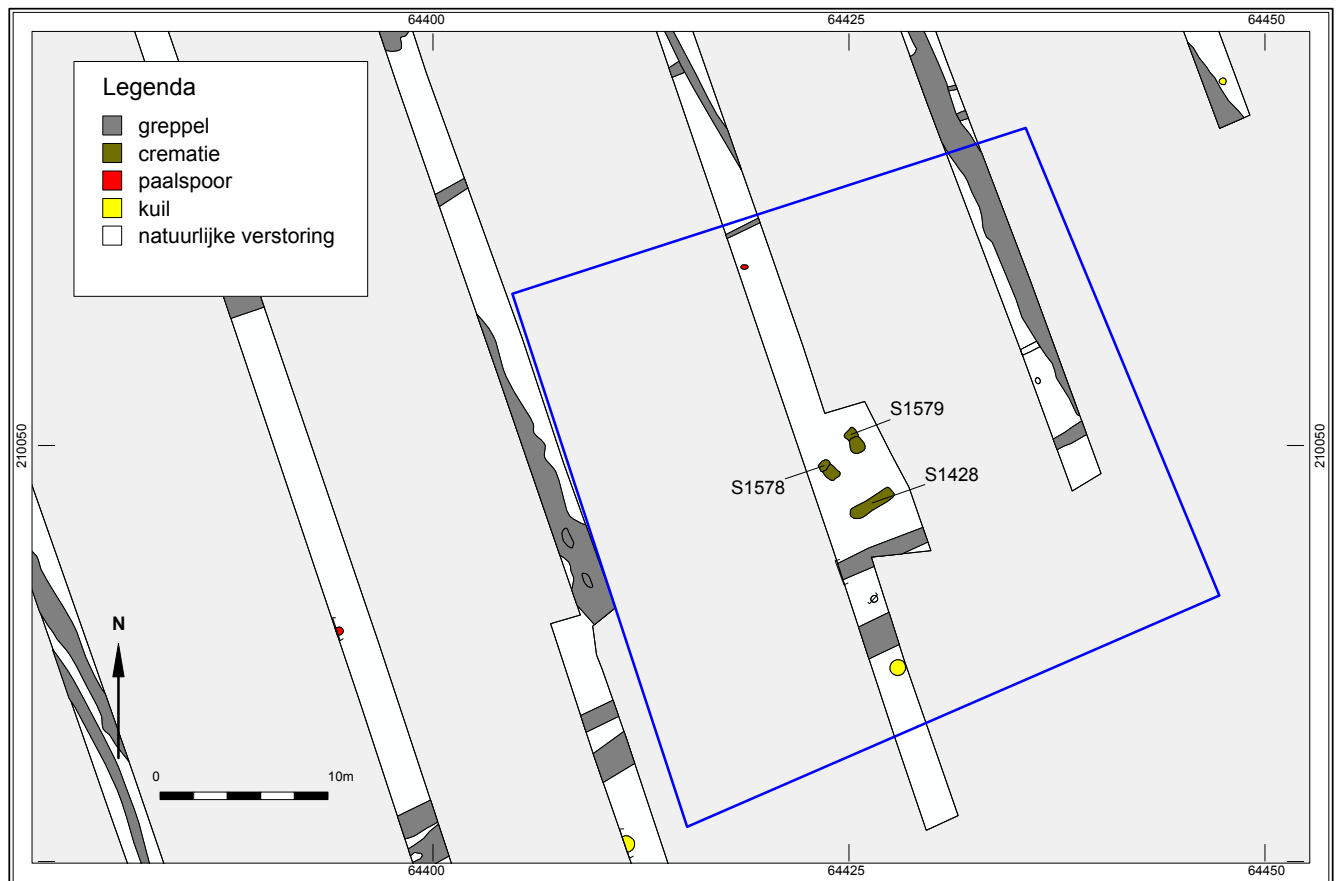 64400
64425
64450
Legenda
greppel
crematie
paalspoor
kuil
natuurlijke verstoring
S1579
210050
210050
S1428
S1578
N
0
10m
64400
64425
64450